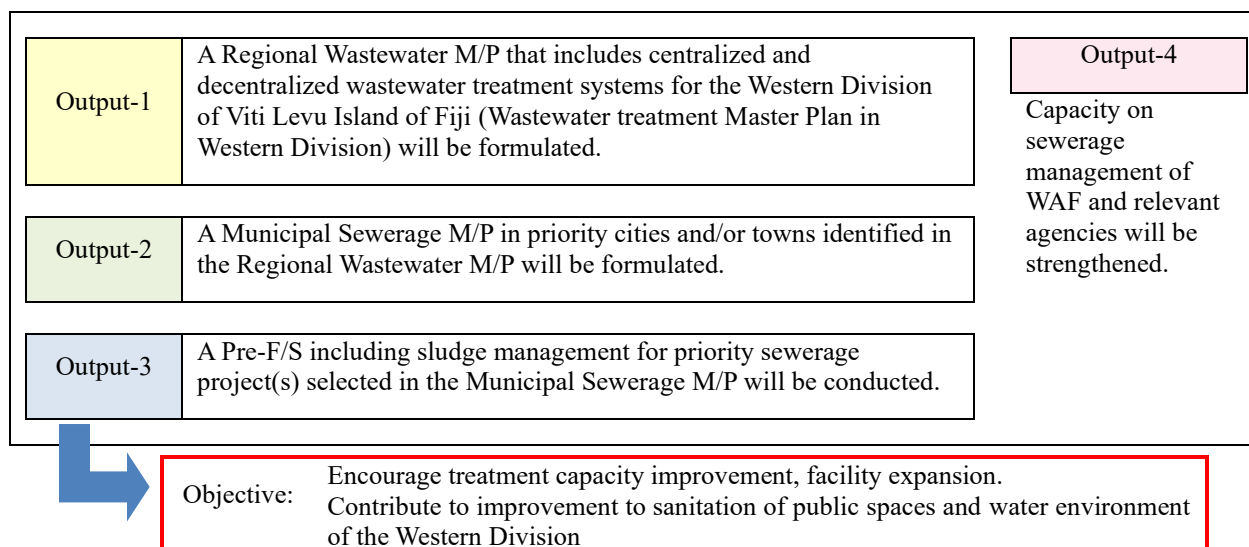 Output-1
A Regional Wastewater M/P that includes centralized and
decentralized wastewater treatment systems for the Western Division
of Viti Levu Island of Fiji (Wastewater treatment Master Plan in
Western Division) will be formulated.
Output-2
A Municipal Sewerage M/P in priority cities and/or towns identified in
the Regional Wastewater M/P will be formulated.
Output-3
A Pre-F/S including sludge management for priority sewerage
project(s) selected in the Municipal Sewerage M/P will be conducted.
Output-4
Capacity on
sewerage
management of
WAF and relevant
agencies will be
strengthened.
Objective:
Encourage treatment capacity improvement, facility expansion.
Contribute to improvement to sanitation of public spaces and water environment
of the Western Division